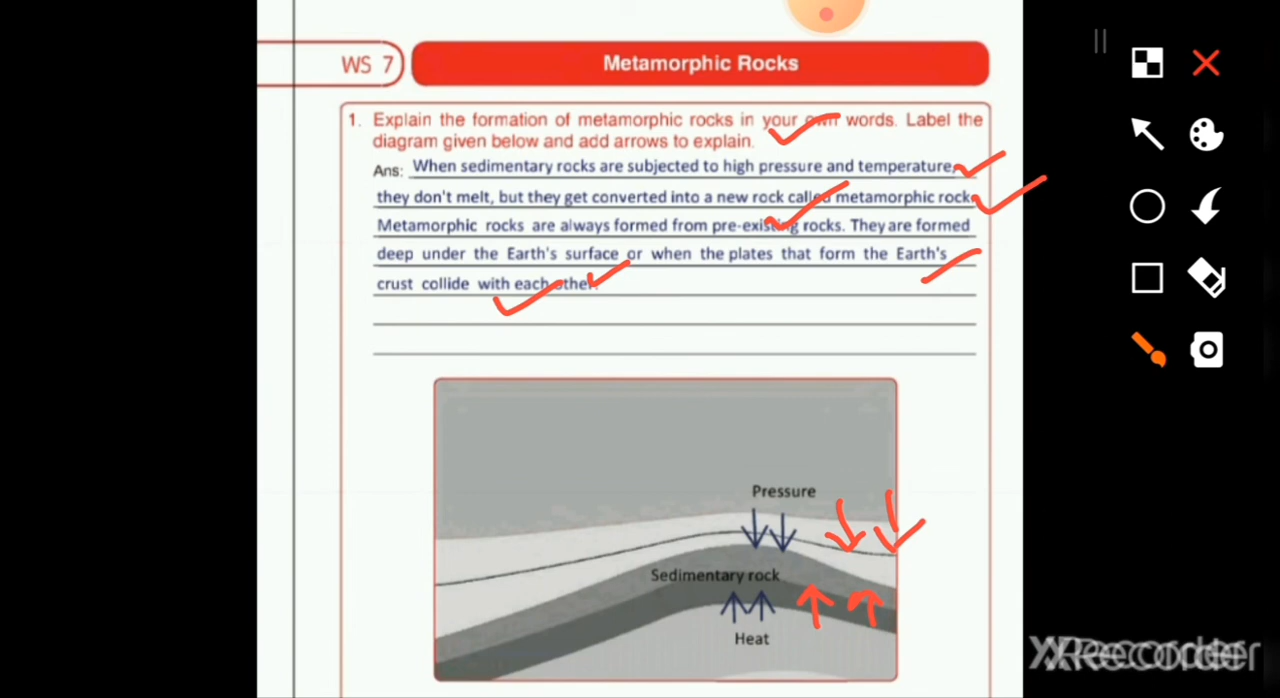 WS 7
Metamorphic Rocks
1. Explain the formation of metamorphic rocks in your own words. Label the
diagram given below and add arrows to explain.
Ans: When sedimentary rocks are subjected to high pressure and temperature,
they don't melt, but they get converted into a new rock called metamorphic rock.
Metamorphic rocks are always formed from pre-existing rocks. They are formed
deep under the Earth's surface or when the plates that form the Earth's
crust collide with each other.
Pressure
Sedimentary rock
Heat
XRecorder